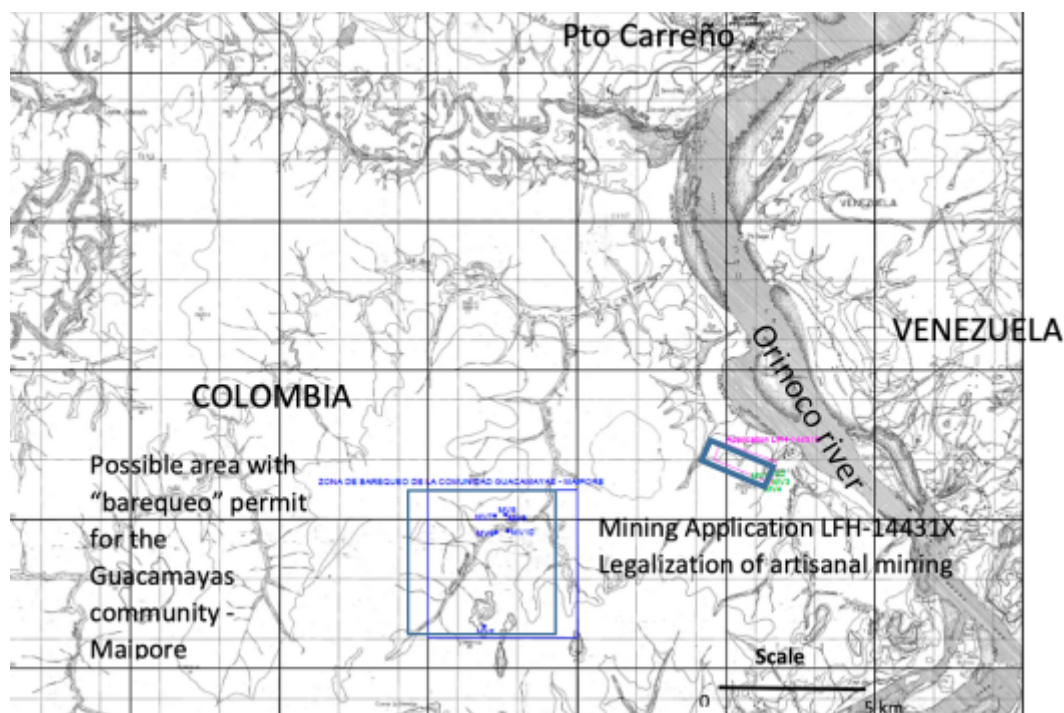 Pto Carreño
VENEZUELA
VENEZUELA
Orinoco river
COLOMBIA
Possible area with
“barequeo” permit
for the
Guacamayas
community -
Maipore
ZONA DE BAREQUEO DE LA COMUNIDAD GUACAMAYAS - MAIPORE
Mining Application LFH-14431X
Legalization of artisanal mining
Scale
0
5 km